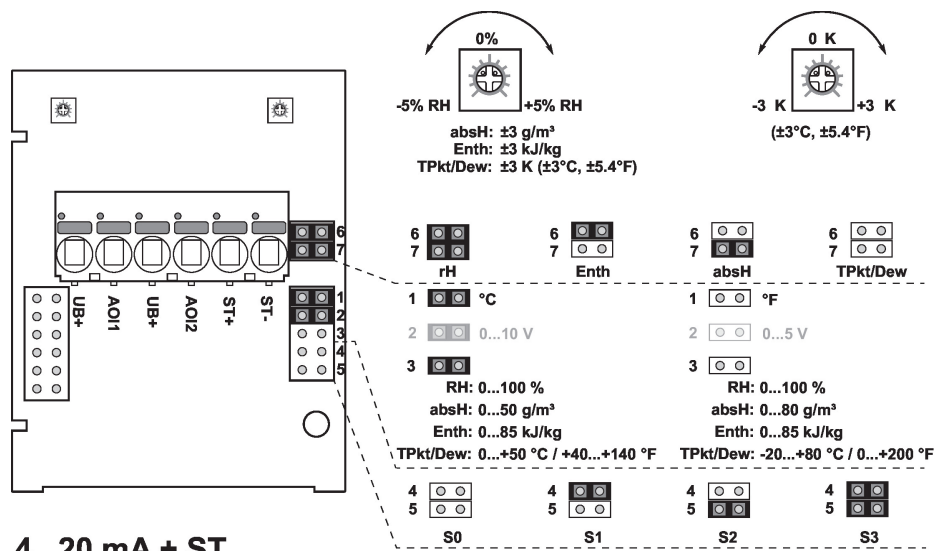 0%
-5% RH +5% RH
absH: ±3 g/m³
Enth: ±3 kJ/kg
TPkt/Dew: ±3 K (±3°C, ±5.4°F)
0 K
-3 K +3 K
(±3°C, ±5.4°F)
6
7
1
2
3
4
5
UB+ AOI1 UB+ AOI2 ST+ ST-
6 6 6 6
7 7 7 7
rH Enth absH TPkt/Dew
1 °C 1 °F
2 0...10 V 2 0...5 V
3 3
RH: 0...100 % RH: 0...100 %
absH: 0...50 g/m³ absH: 0...80 g/m³
Enth: 0...85 kJ/kg Enth: 0...85 kJ/kg
TPkt/Dew: 0...+50 °C / +40...+140 °F TPkt/Dew: -20...+80 °C / 0...+200 °F
4 4 4 4
5 5 5 5
S0 S1 S2 S3
4...20 mA + ST